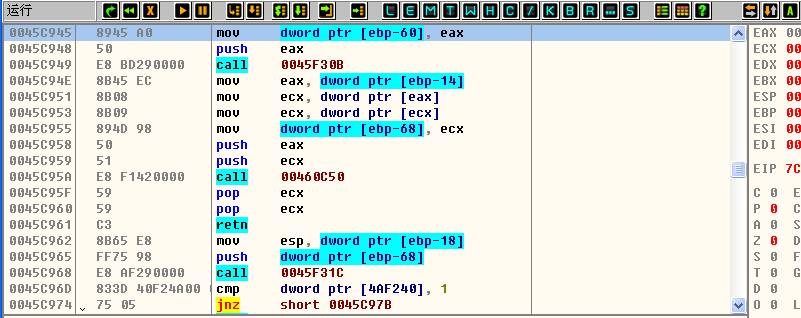 运行
L E M T W H C / K B R ... S
A
0045C945 8945 A0 mov dword ptr [ebp-60], eax
0045C948 50 push eax
0045C949 E8 BD290000 call 0045F30B
0045C94E 8B45 EC mov eax, dword ptr [ebp-14]
0045C951 8B08 mov ecx, dword ptr [eax]
0045C953 8B09 mov ecx, dword ptr [ecx]
0045C955 894D 98 mov dword ptr [ebp-68], ecx
0045C958 50 push eax
0045C959 51 push ecx
0045C95A E8 F1420000 call 00460C50
0045C95F 59 pop ecx
0045C960 59 pop ecx
0045C961 C3 retn
0045C962 8B65 E8 mov esp, dword ptr [ebp-18]
0045C965 FF75 98 push dword ptr [ebp-68]
0045C968 E8 AF290000 call 0045F31C
0045C96D 833D 40F24A00 cmp dword ptr [4AF240], 1
0045C974 75 05 jnz short 0045C97B
EAX 00
ECX 00
EDX 00
EBX 00
ESP 00
EBP 00
ESI 00
EDI 00
EIP 7C
C 0 E
P 0 C
A 0 S
Z 0 D
S 0 F
T 0 G
D 0
O 0 L